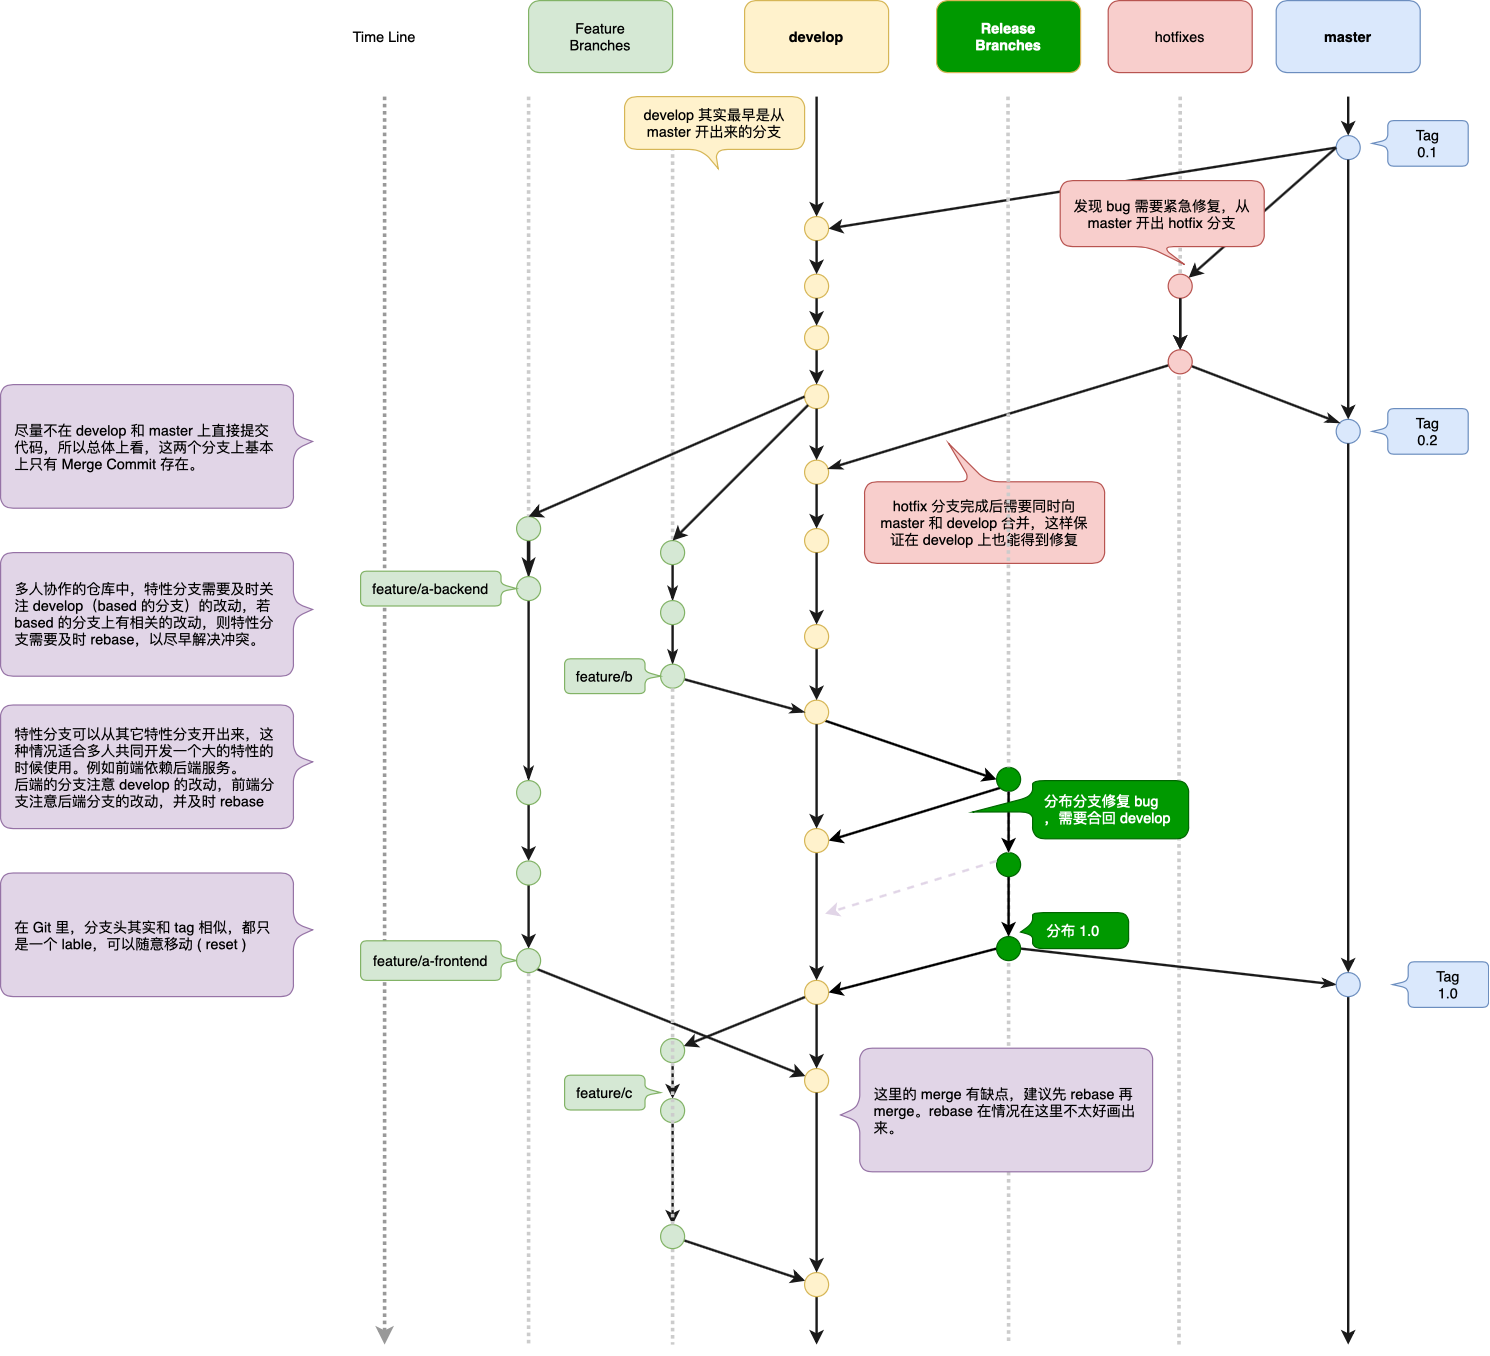 Time Line
Feature
Branches
develop
Release
Branches
hotfixes
master
develop 其实最早是从
master 开出来的分支
Tag
0.1
发现 bug 需要紧急修复，从
master 开出 hotfix 分支
尽量不在 develop 和 master 上直接提交
代码，所以总体上看，这两个分支上基本
上只有 Merge Commit 存在。
Tag
0.2
hotfix 分支完成后需要同时向
master 和 develop 合并，这样保
证在 develop 上也能得到修复
多人协作的仓库中，特性分支需要及时关
注 develop（based 的分支）的改动，若
based 的分支上有相关的改动，则特性分
支需要及时 rebase，以尽早解决冲突。
feature/a-backend
feature/b
特性分支可以从其它特性分支开出来，这
种情况适合多人共同开发一个大的特性的
时候使用。例如前端依赖后端服务。
后端的分支注意 develop 的改动，前端分
支注意后端分支的改动，并及时 rebase
分布分支修复 bug
，需要合回 develop
在 Git 里，分支头其实和 tag 相似，都只
是一个 lable，可以随意移动 ( reset )
分布 1.0
feature/a-frontend
Tag
1.0
feature/c
这里的 merge 有缺点，建议先 rebase 再
merge。rebase 在情况在这里不太好画出
来。